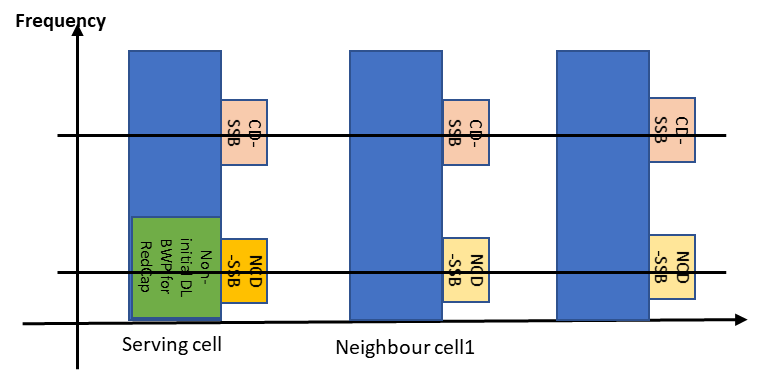 Frequency
CD-
SSB
CD-
SSB
CD-
SSB
Non-
initial DL
BWP for
RedCap
NCD
-SSB
NCD
-SSB
NCD
-SSB
Serving cell
Neighbour cell1